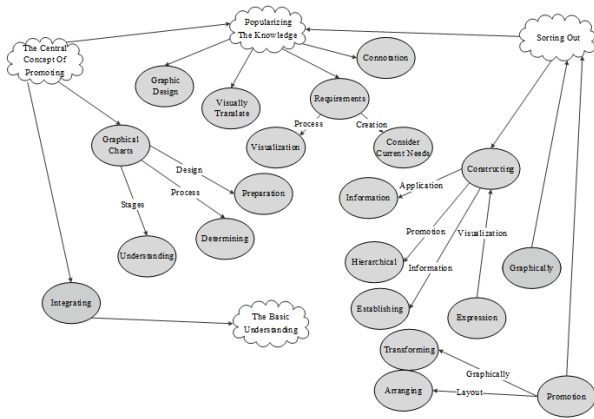 Popularizing
The Knowledge
Sorting Out
The Central
Concept Of
Promoting
Connotation
Graphic
Design
Visually
Translate
Requirements
Process
Creation
Graphical
Charts
Visualization
Consider
Current Needs
Design
Constructing
Process
Preparation
Information
Application
Stages
Promotion
Visualization
Understanding
Determining
Hierarchical
Information
Graphically
Integrating
Establishing
Expression
The Basic
Understanding
Transforming
Graphically
Arranging
Layout
Promotion